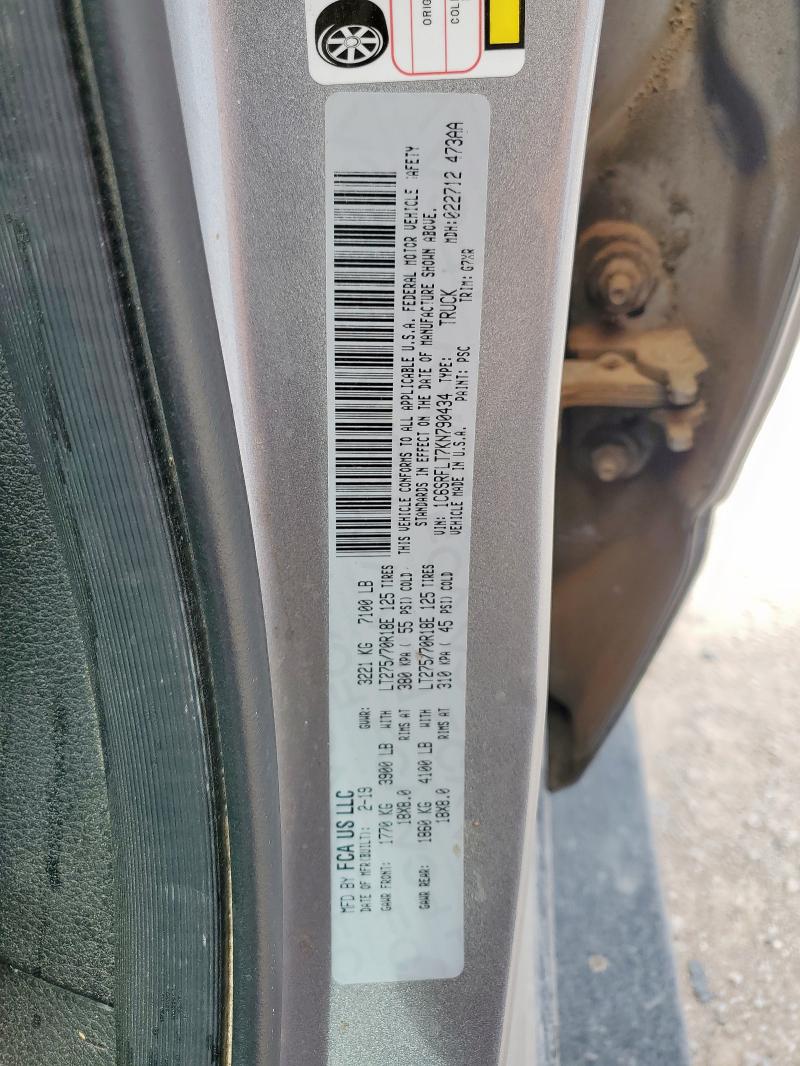 ORIG
COL
MFD BY FCA US LLC
DATE OF MFR(BUILT): 2-19 GVWR: 3221 KG 7100 LB
GAWR FRONT: 1770 KG 3900 LB WITH LT275/70R18E 125 TIRES
18X8.0 RIMS AT 380 KPA ( 55 PSI) COLD
GAWR REAR: 1860 KG 4100 LB WITH LT275/70R18E 125 TIRES
18X8.0 RIMS AT 310 KPA ( 45 PSI) COLD
THIS VEHICLE CONFORMS TO ALL APPLICABLE U.S.A. FEDERAL MOTOR VEHICLE SAFETY
STANDARDS IN EFFECT ON THE DATE OF MANUFACTURE SHOWN ABOVE.
VIN: 1C6SRFLT7KN790434 TYPE: TRUCK MDH:022712 473AA
VEHICLE MADE IN U.S.A. PAINT: PSC TRIM: G7XR